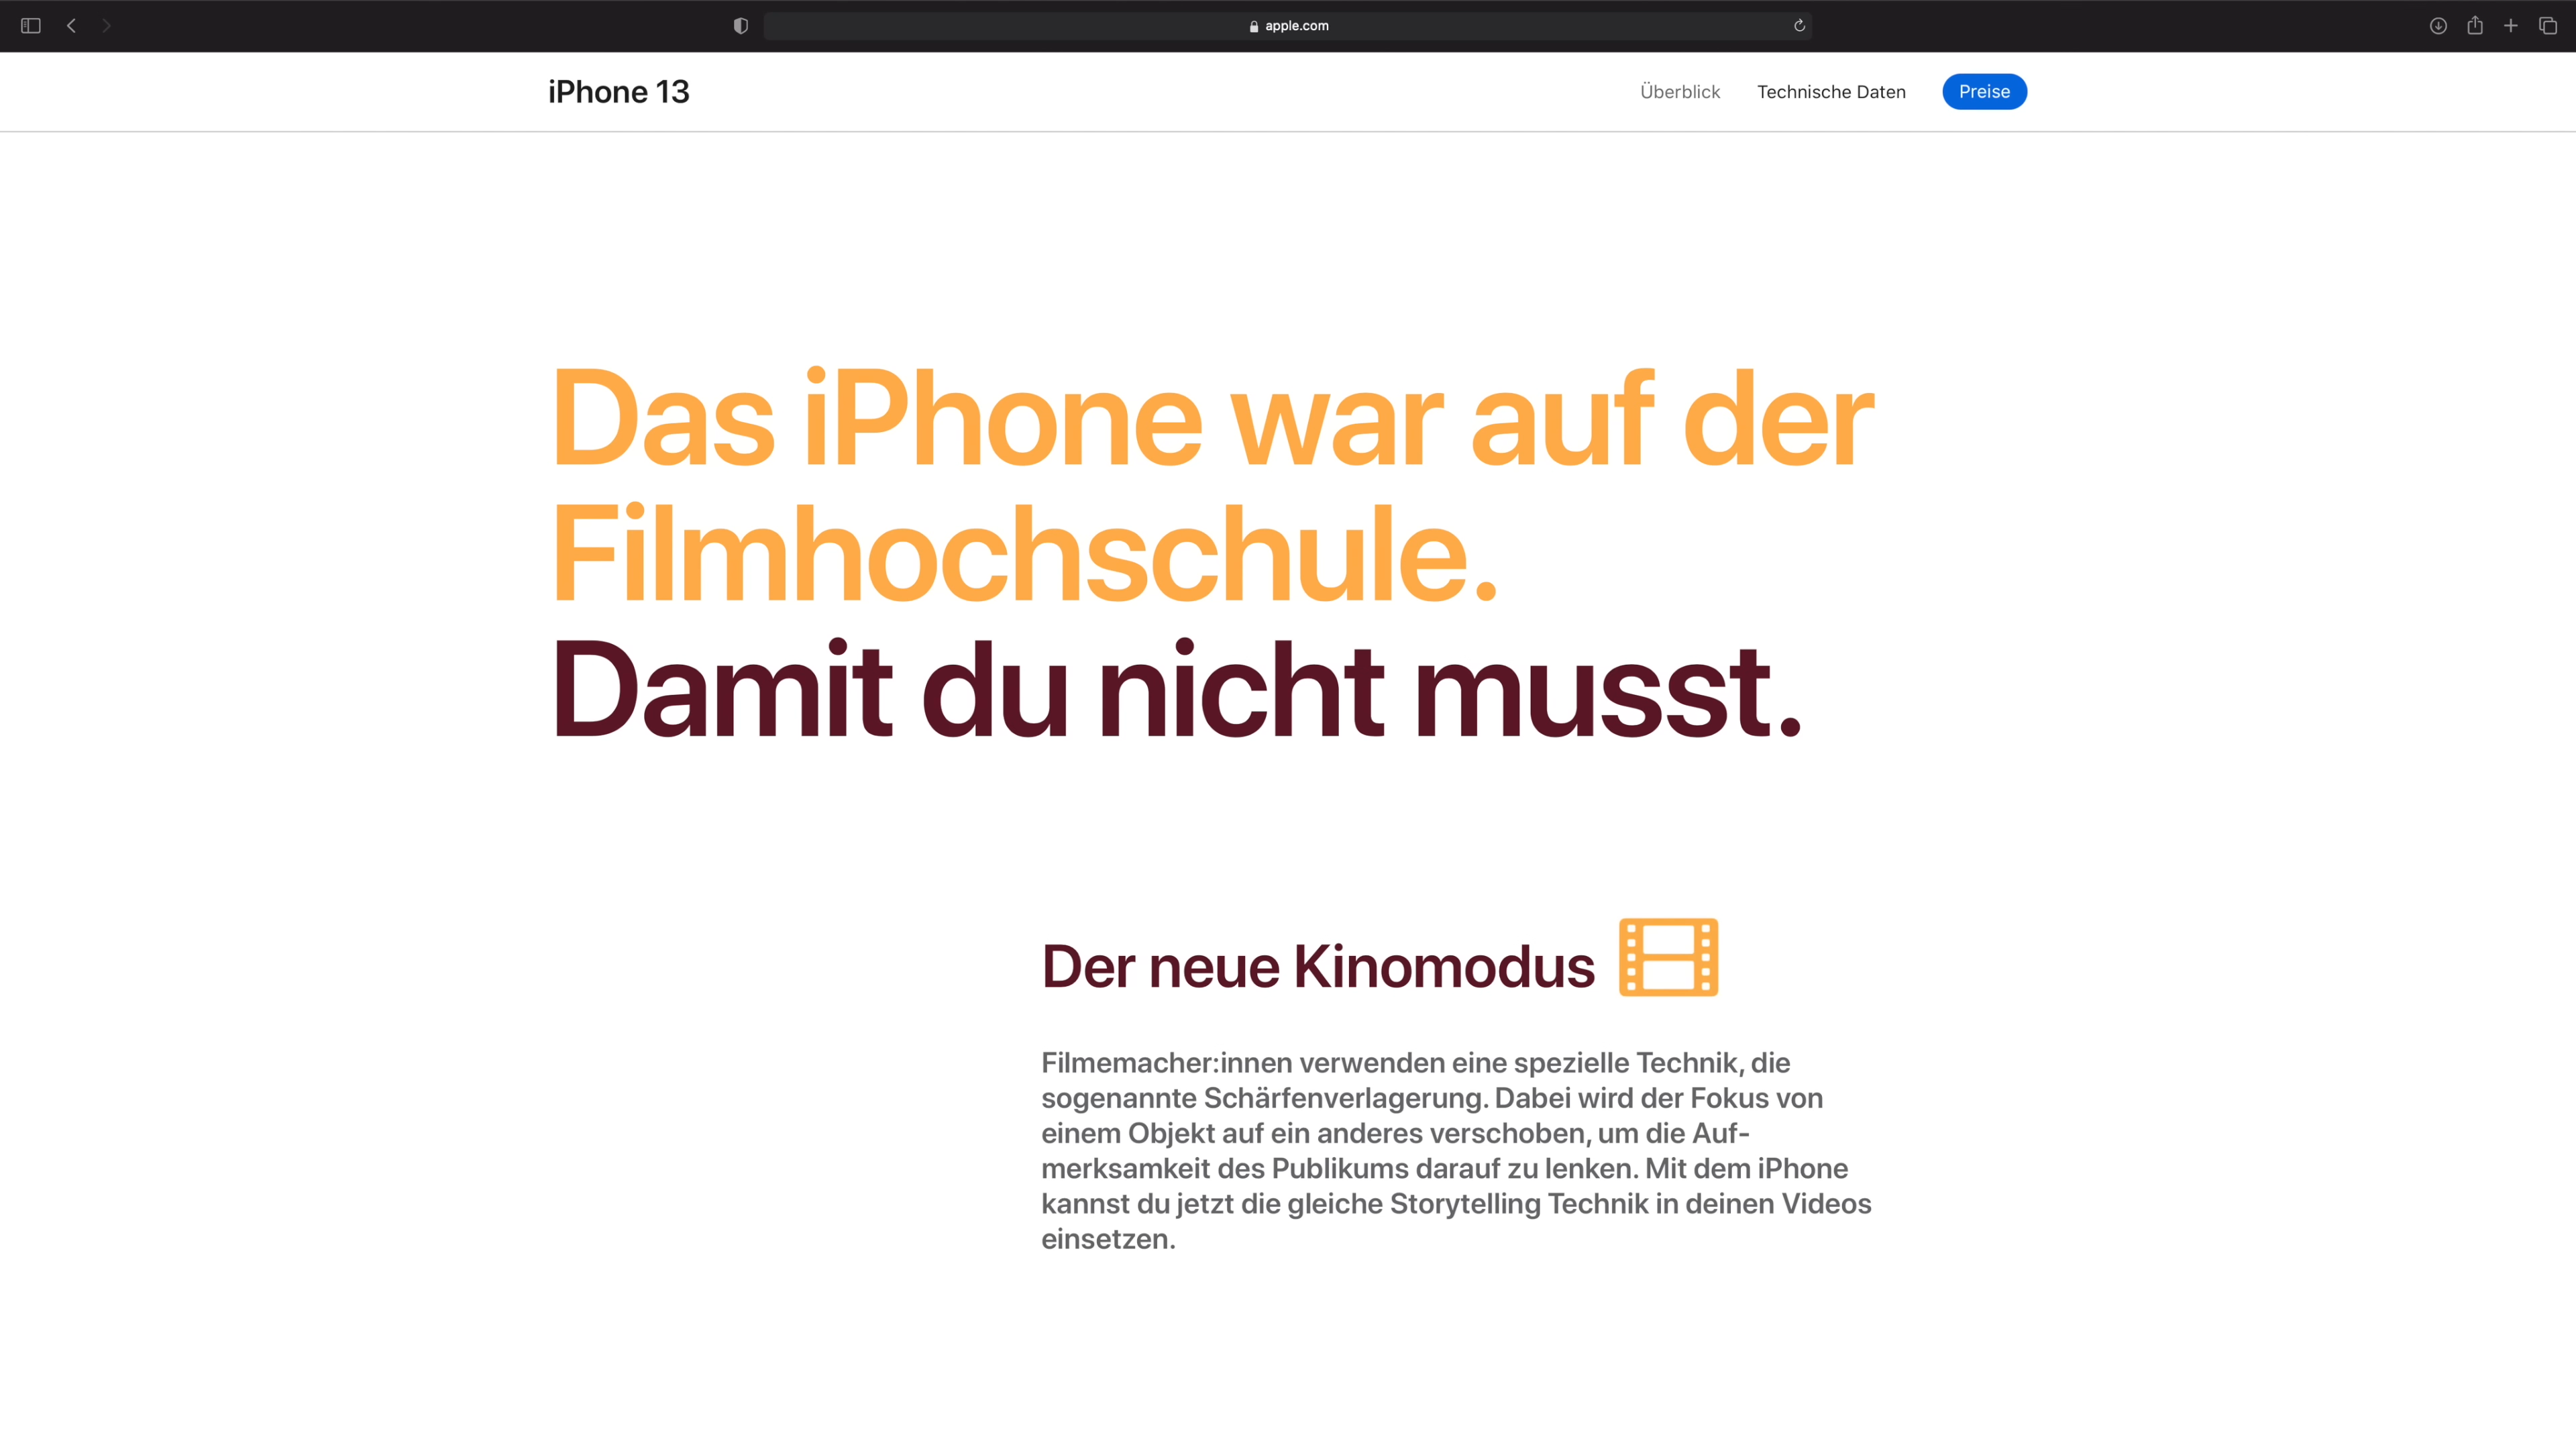 apple.com
iPhone 13
Überblick
Technische Daten
Preise
Das iPhone war auf der
Filmhochschule.
Damit du nicht musst.
Der neue Kinomodus
Filmemacher:innen verwenden eine spezielle Technik, die
sogenannte Schärfenverlagerung. Dabei wird der Fokus von
einem Objekt auf ein anderes verschoben, um die Auf-
merksamkeit des Publikums darauf zu lenken. Mit dem iPhone
kannst du jetzt die gleiche Storytelling Technik in deinen Videos
einsetzen.